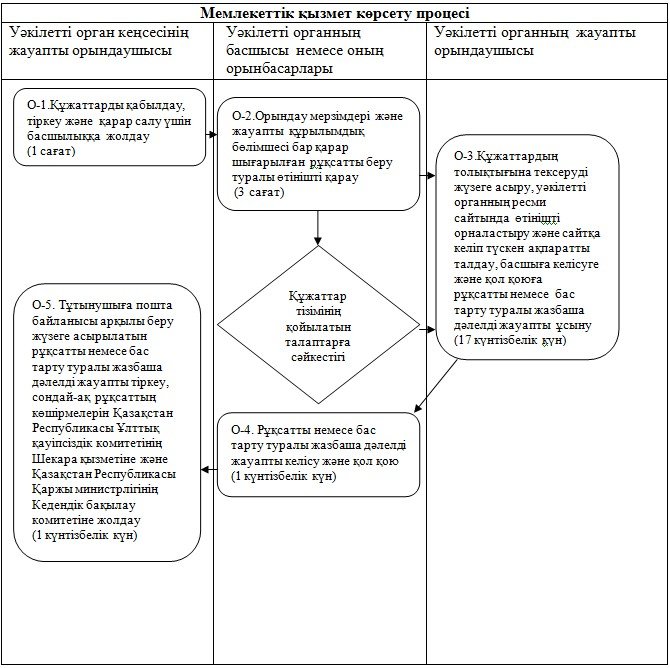 Мемлекеттік қызмет көрсету процесі
Уәкілетті орган кеңсесінің
жауапты орындаушысы
Уәкілетті органның
басшысы немесе оның
орынбасарлары
Уәкілетті органның жауапты
орындаушысы
О-1.Құжаттарды қабылдау,
тіркеу және қарар салу үшін
басшылыққа жолдау
(1 сағат)
О-2.Орындау мерзімдері және
жауапты құрылымдық
бөлімшесі бар қарар
шығарылған рұқсатты беру
туралы өтінішті қарау
(3 сағат)
О-3.Құжаттардың
толықтығына тексеруді
жүзеге асыру, уәкілетті
органның ресми
сайтында өтінішті
орналастыру және сайтқа
келіп түскен ақпаратты
талдау, басшыға келісуге
және қол қоюға
рұқсатты немесе бас
тарту туралы жазбаша
дәлелді жауапты ұсыну
(17 күнтізбелік күн)
Құжаттар
тізімінің
қойылатын
талаптарға
сәйкестігі
О-4. Рұқсатты немесе бас
тарту туралы жазбаша дәлелді
жауапты келісу және қол қою
(1 күнтізбелік күн)
О-5. Тұтынушыға пошта
байланысы арқылы беру
жүзеге асырылатын
рұқсатты немесе бас
тарту туралы жазбаша
дәлелді жауапты тіркеу,
сондай-ақ рұқсаттың
көшірмелерін Қазақстан
Республикасы Ұлттық
қауіпсіздік комитетінің
Шекара қызметіне және
Қазақстан Республикасы
Қаржы министрлігінің
Кедендік бақылау
комитетіне жолдау
(1 күнтізбелік күн)